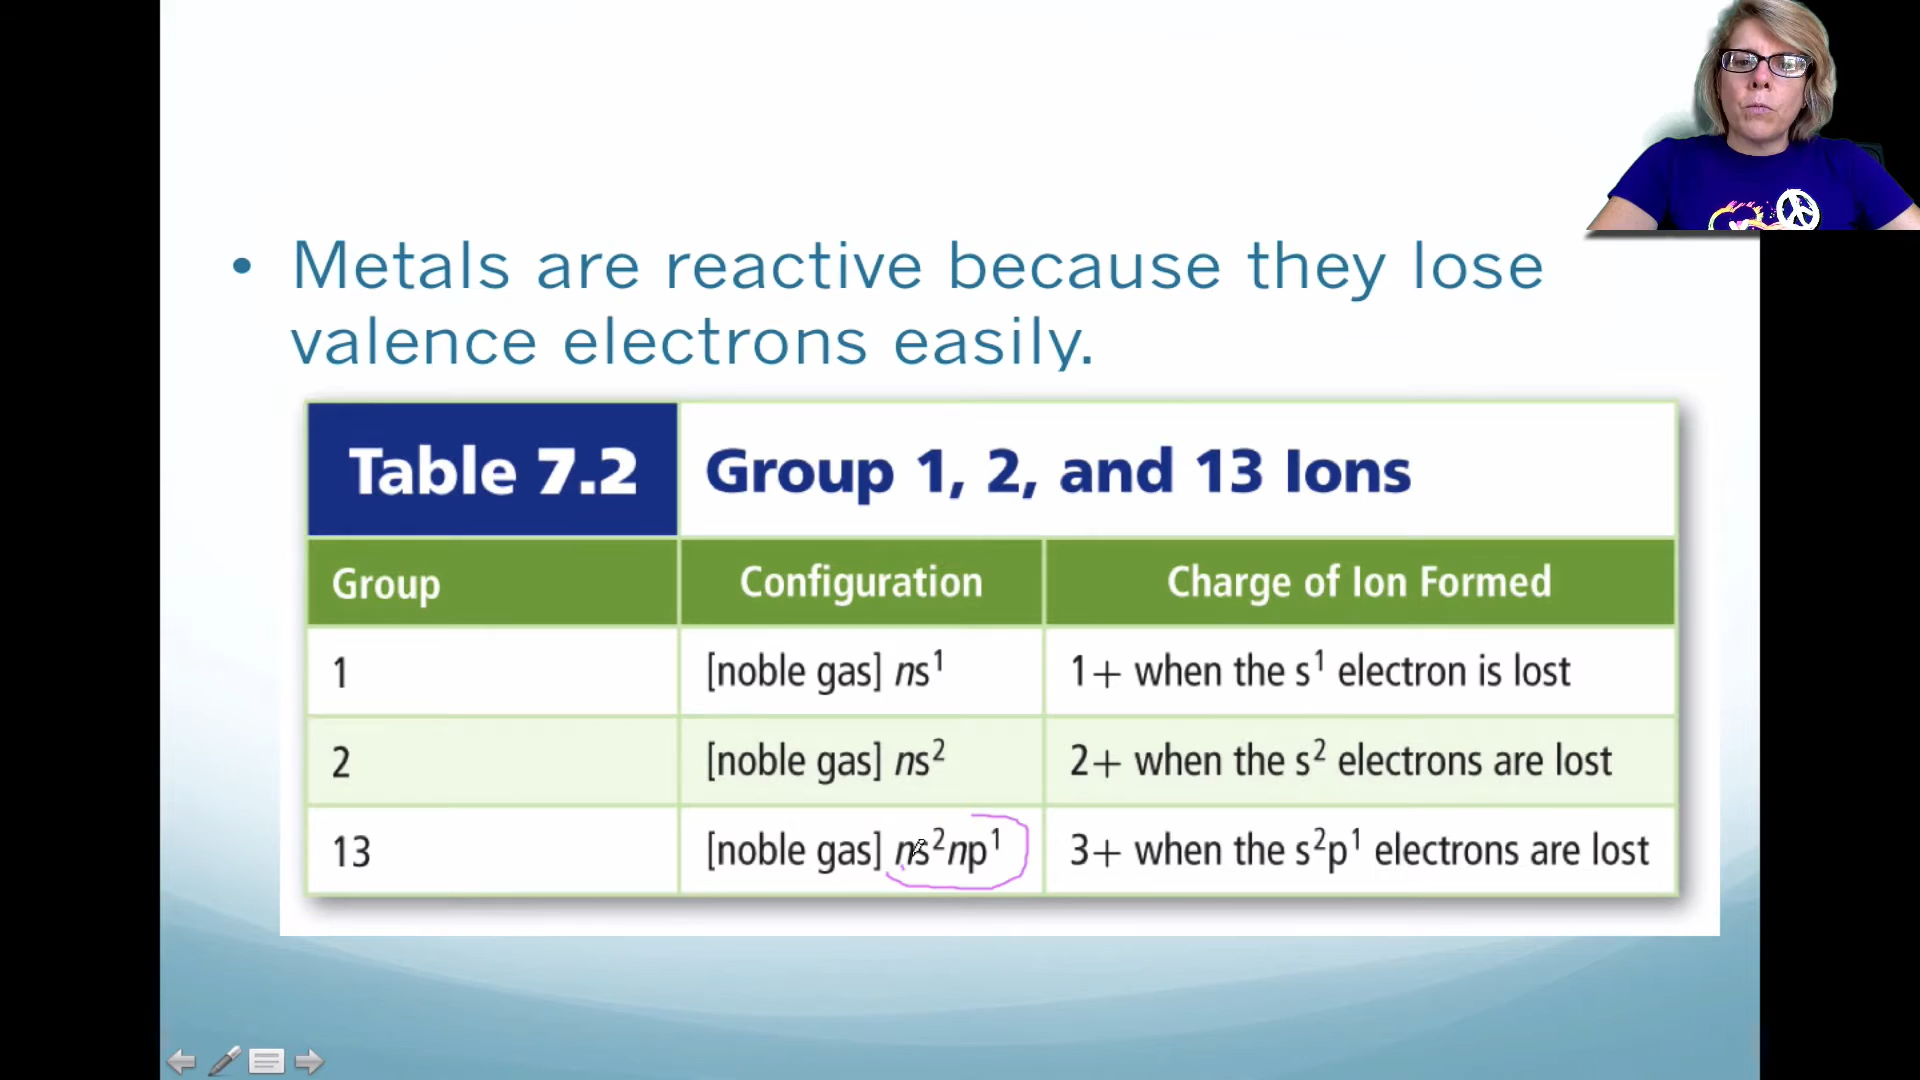 • Metals are reactive because they lose
valence electrons easily.
Table 7.2 Group 1, 2, and 13 Ions
Group Configuration Charge of Ion Formed
1 [noble gas] ns¹ 1+ when the s¹ electron is lost
2 [noble gas] ns² 2+ when the s² electrons are lost
13 [noble gas] ns²np¹ 3+ when the s²p¹ electrons are lost